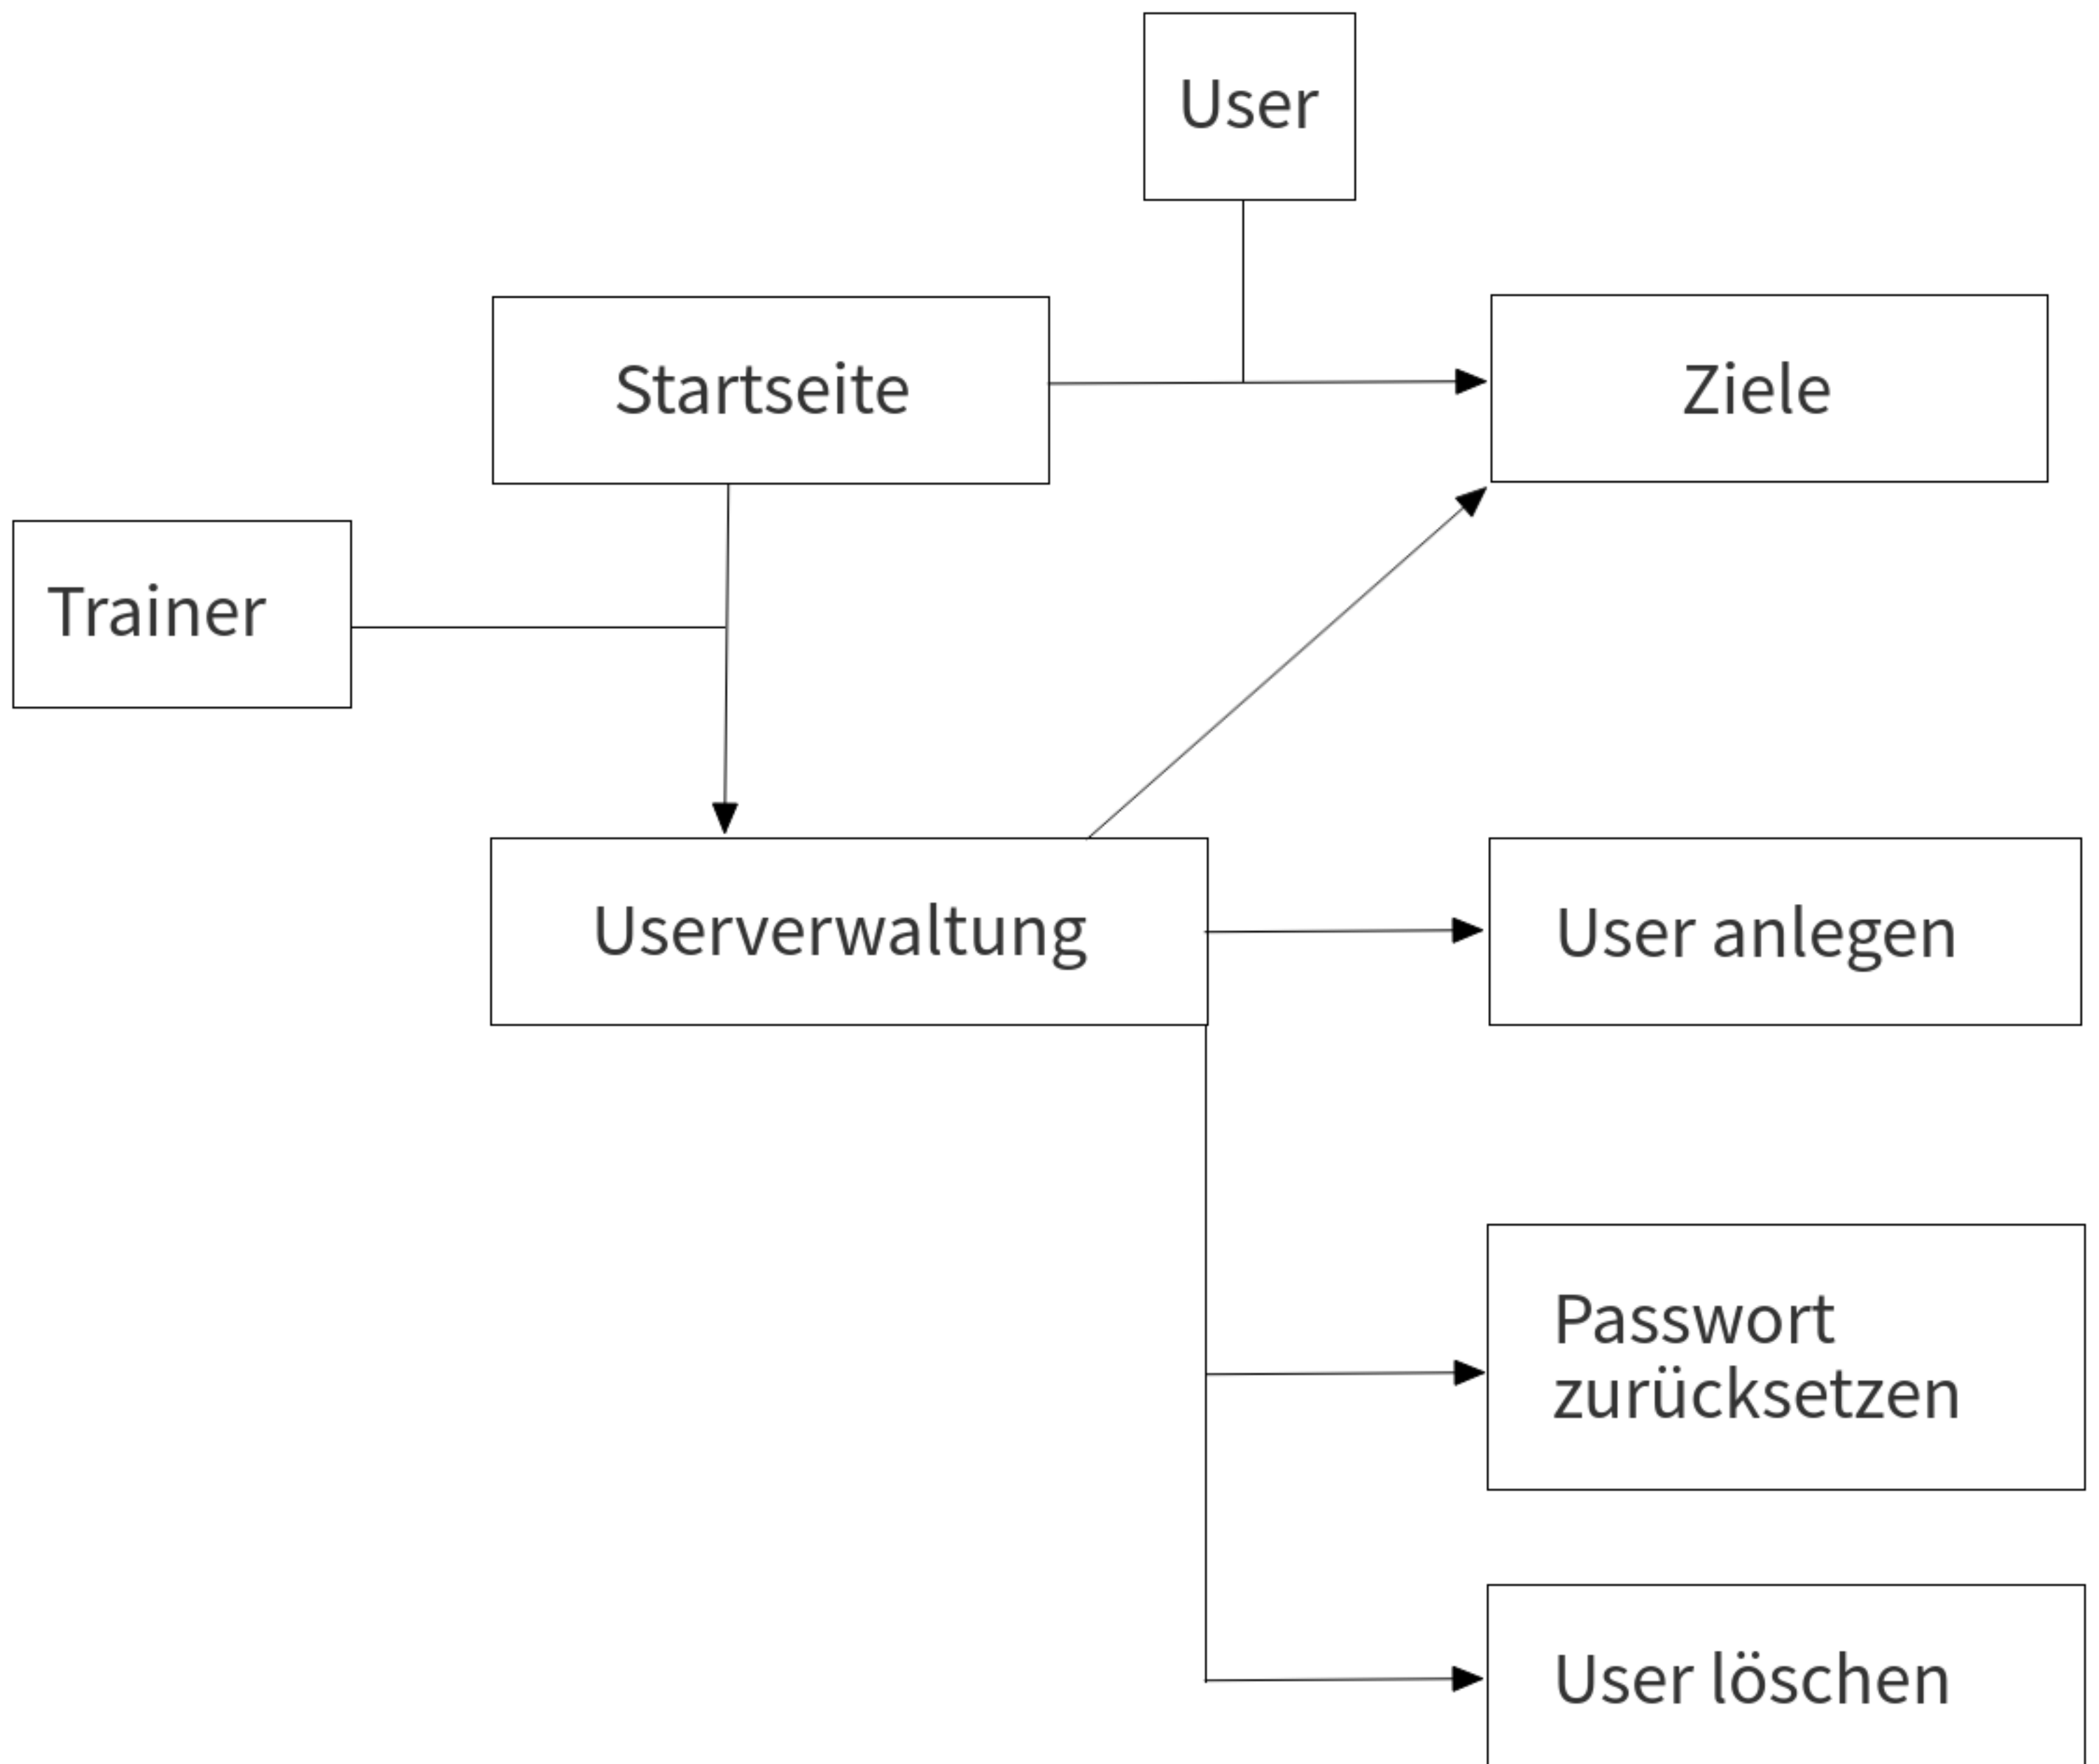 User
Startseite
Ziele
Trainer
Userverwaltung
User anlegen
Passwort
zurücksetzen
User löschen